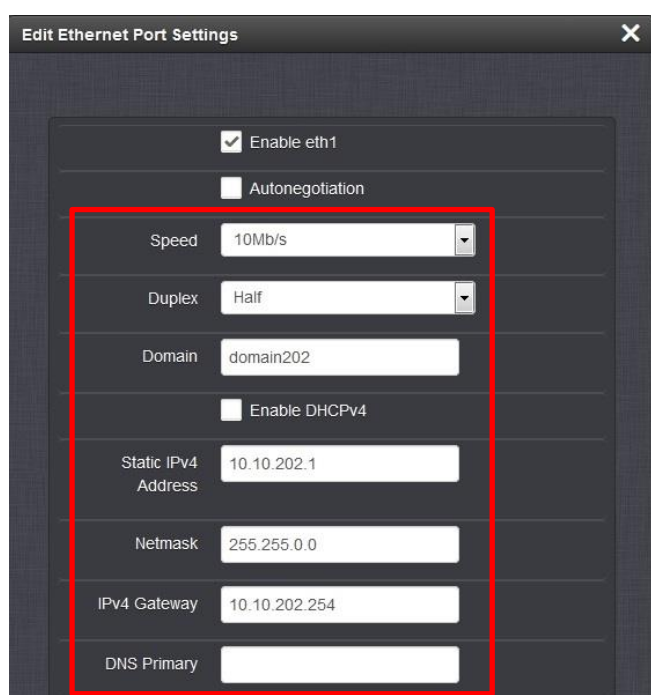 Edit Ethernet Port Settings
Enable eth1
Autonegotiation
Speed 10Mb/s
Duplex Half
Domain domain202
Enable DHCPv4
Static IPv4 10.10.202.1
Address
Netmask 255.255.0.0
IPv4 Gateway 10.10.202.254
DNS Primary